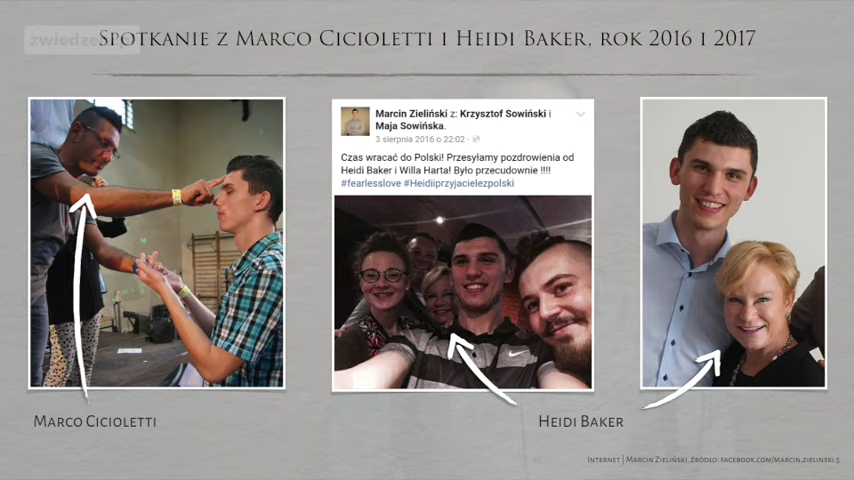 zwiedze
Spotkanie z Marco Cicioletti i Heidi Baker, rok 2016 i 2017
Marcin Zieliński z: Krzysztof Sowiński i
Maja Sowińska.
3 sierpnia 2016 o 22:02 ·
Czas wracać do Polski! Przesyłamy pozdrowienia od
Heidi Baker i Willa Harta! Było przecudownie !!!!
#fearlesslove #Heidiiprzyjacielezpolski
Marco Cicioletti
Heidi Baker
Internet | Marcin Zieliński, źródło: facebook.com/marcin.zielinski.5